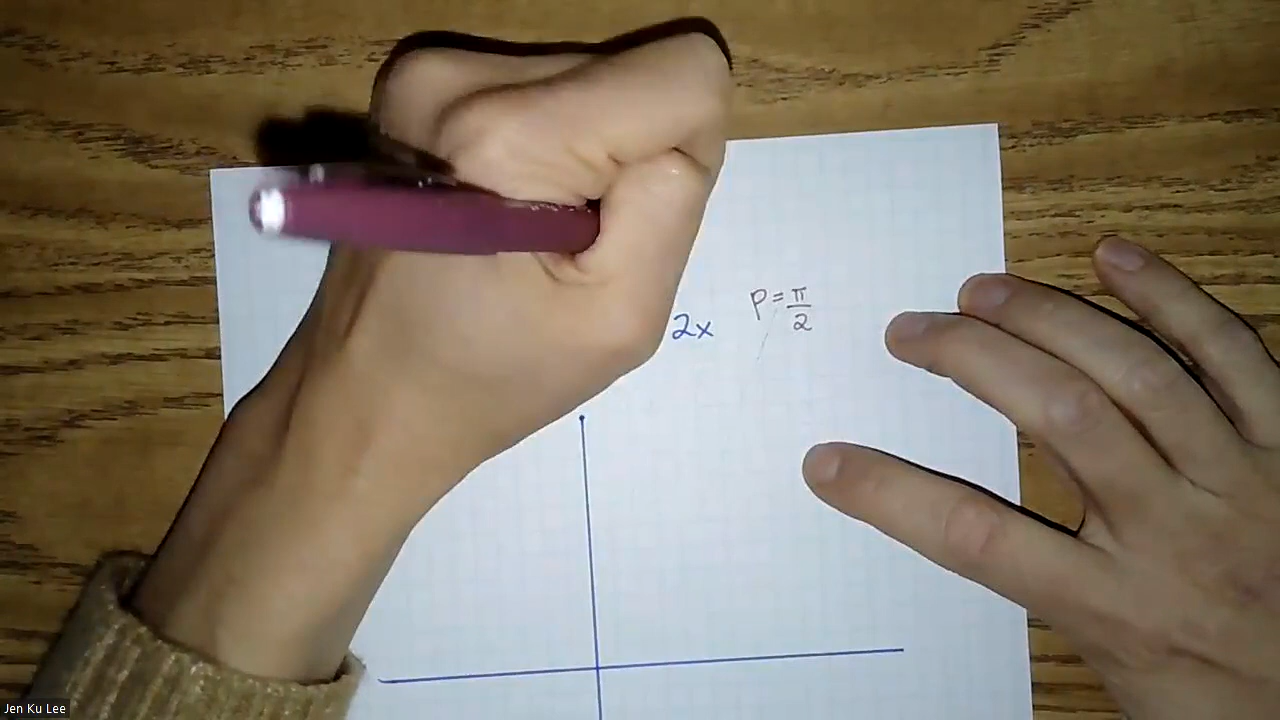 2x P = π/2
Jen Ku Lee